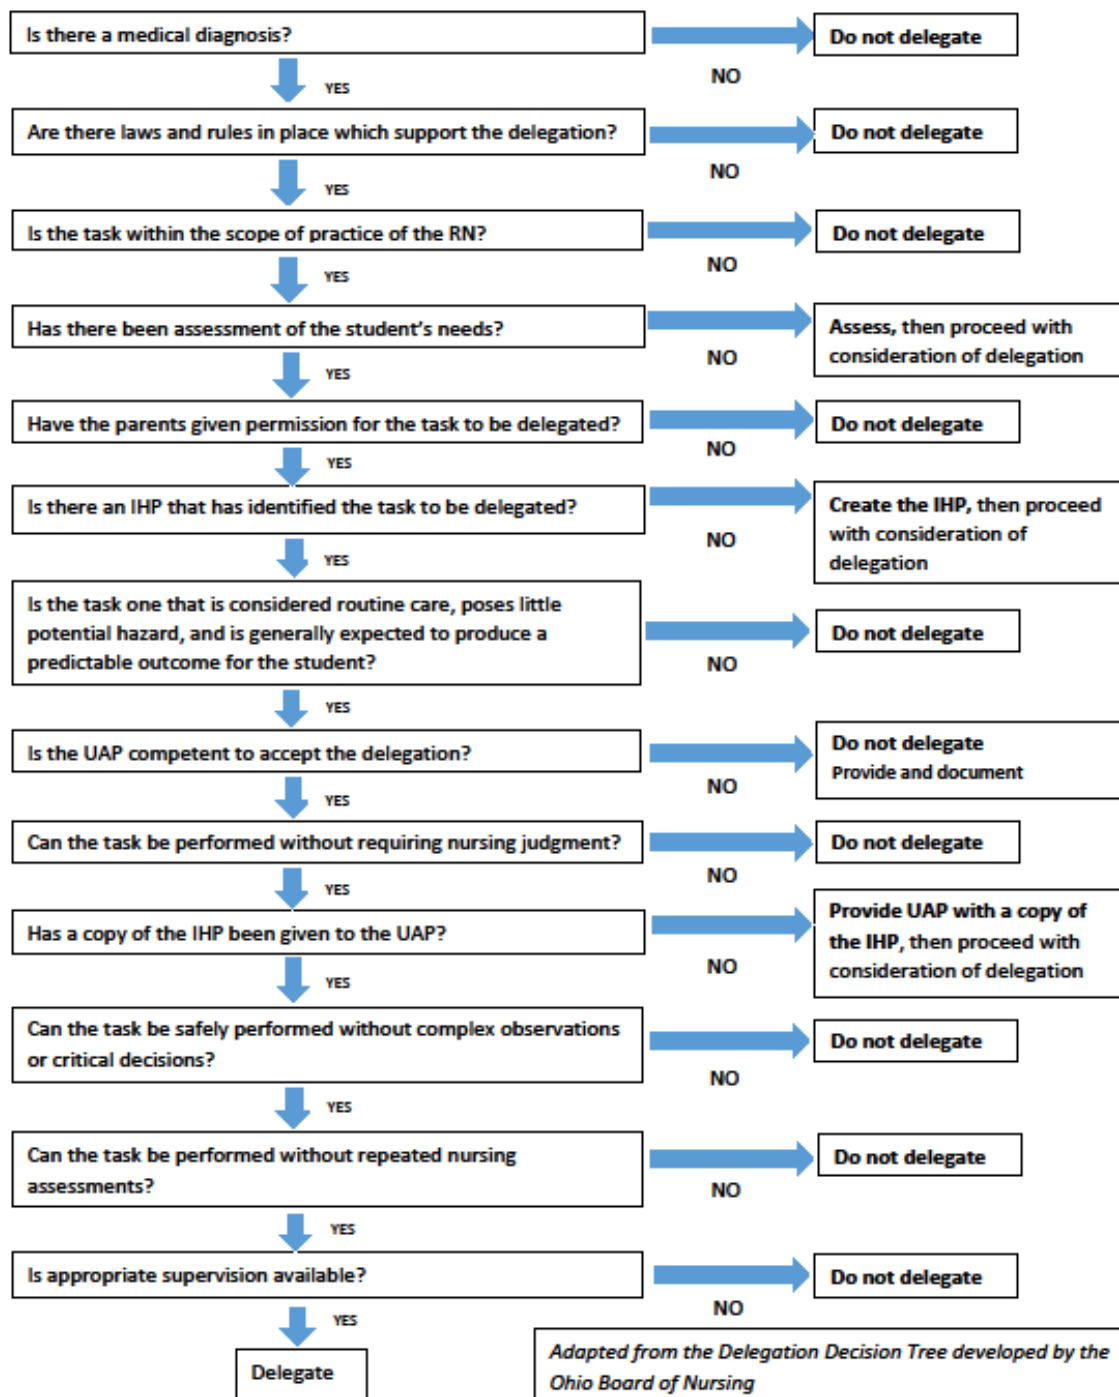 Is there a medical diagnosis?
Do not delegate
NO
YES
Are there laws and rules in place which support the delegation?
Do not delegate
NO
YES
Is the task within the scope of practice of the RN?
Do not delegate
NO
YES
Has there been assessment of the student's needs?
Assess, then proceed with
consideration of delegation
NO
YES
Have the parents given permission for the task to be delegated?
Do not delegate
NO
YES
Is there an IHP that has identified the task to be delegated?
Create the IHP, then proceed
with consideration of
delegation
NO
YES
Is the task one that is considered routine care, poses little
potential hazard, and is generally expected to produce a
predictable outcome for the student?
Do not delegate
NO
YES
Is the UAP competent to accept the delegation?
Do not delegate
Provide and document
NO
YES
Can the task be performed without requiring nursing judgment?
Do not delegate
NO
YES
Has a copy of the IHP been given to the UAP?
Provide UAP with a copy of
the IHP, then proceed with
consideration of delegation
NO
YES
Can the task be safely performed without complex observations
or critical decisions?
Do not delegate
NO
YES
Can the task be performed without repeated nursing
assessments?
Do not delegate
NO
YES
Is appropriate supervision available?
Do not delegate
NO
YES
Delegate
Adapted from the Delegation Decision Tree developed by the
Ohio Board of Nursing